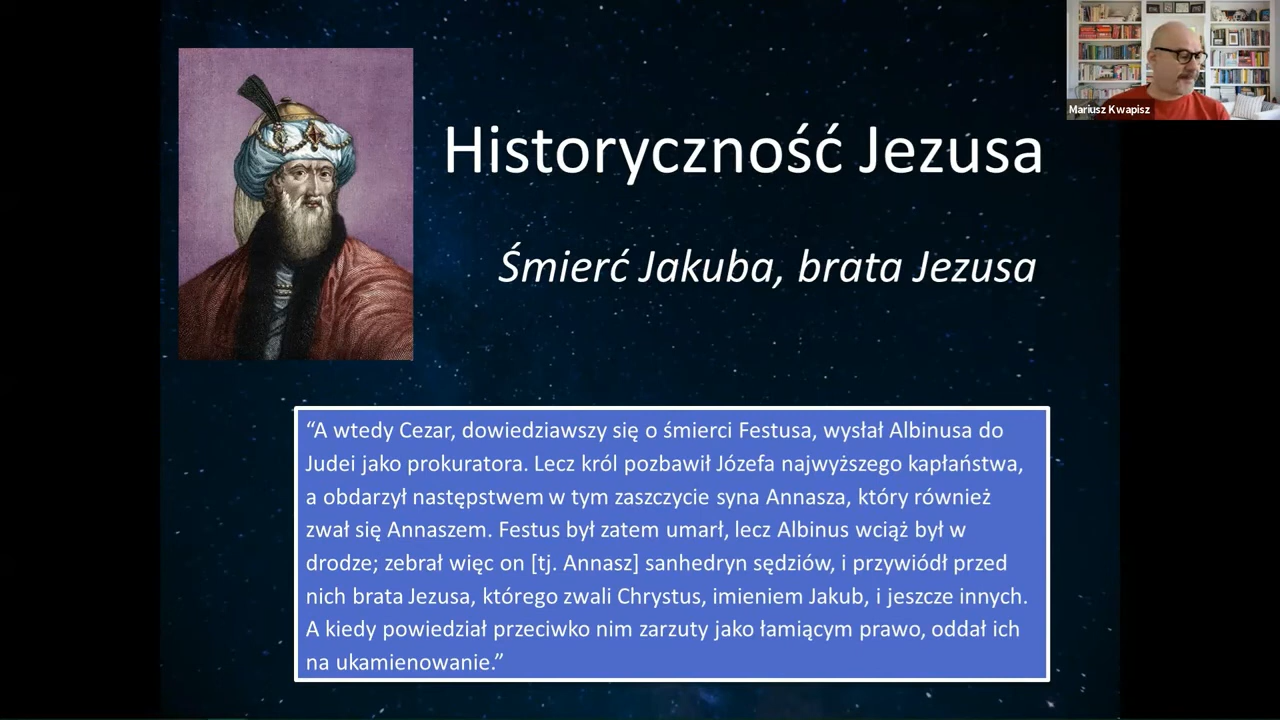 Mariusz Kwapisz
Historyczność Jezusa
Śmierć Jakuba, brata Jezusa
“A wtedy Cezar, dowiedziawszy się o śmierci Festusa, wysłał Albinusa do
Judei jako prokuratora. Lecz król pozbawił Józefa najwyższego kapłaństwa,
a obdarzył następstwem w tym zaszczycie syna Annasza, który również
zwał się Annaszem. Festus był zatem umarł, lecz Albinus wciąż był w
drodze; zebrał więc on [tj. Annasz] sanhedryn sędziów, i przywiódł przed
nich brata Jezusa, którego zwali Chrystus, imieniem Jakub, i jeszcze innych.
A kiedy powiedział przeciwko nim zarzuty jako łamiącym prawo, oddał ich
na ukamienowanie.”